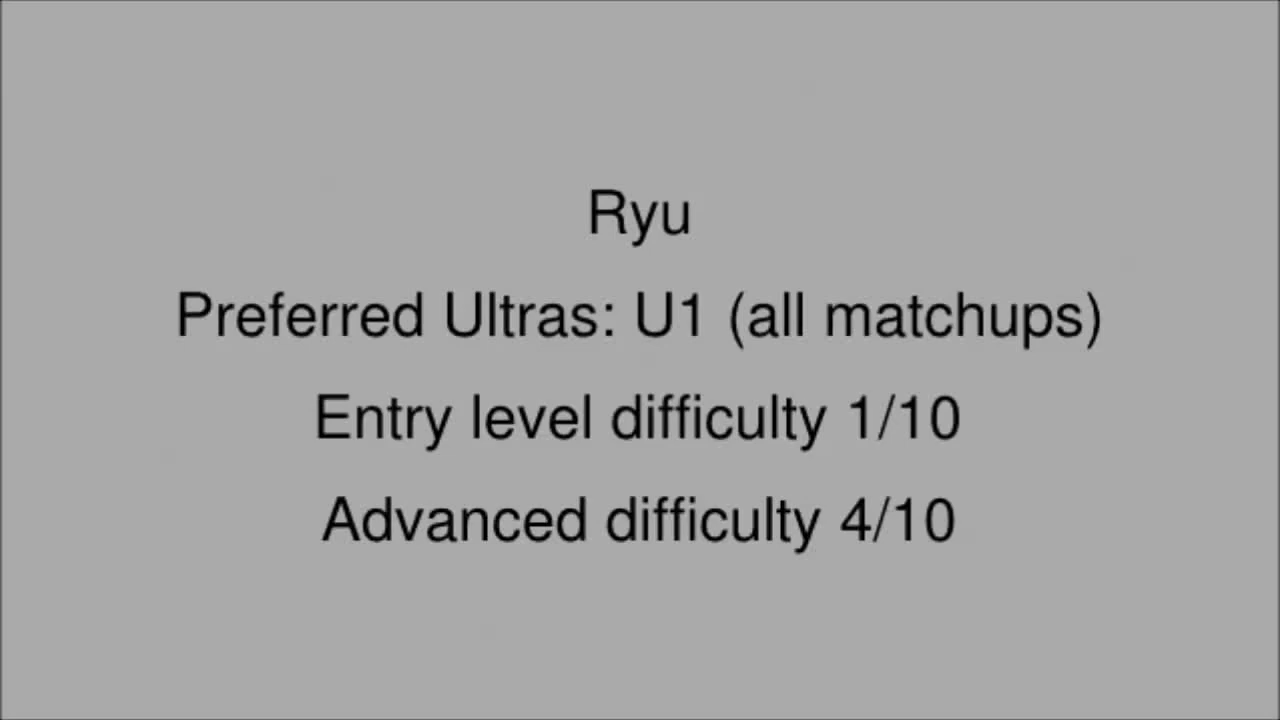 Ryu
Preferred Ultras: U1 (all matchups)
Entry level difficulty 1/10
Advanced difficulty 4/10